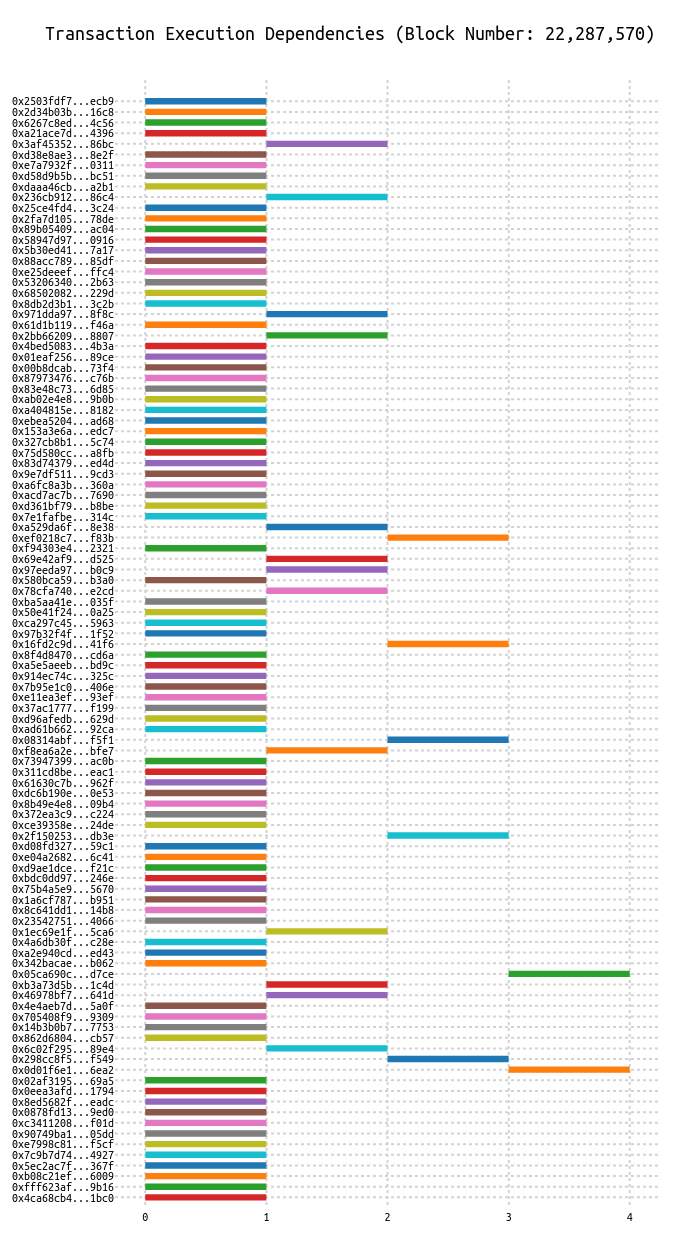 Transaction Execution Dependencies (Block Number: 22,287,570)
0x2503fdf7...ecb9
0x2d34b03b...16c8
0x6267c8ed...4c56
0xa21ace7d...4396
0x3af45352...86bc
0xd38e8ae3...8e2f
0xe7a7932f...0311
0xd58d9b5b...bc51
0xdaaa46cb...a2b1
0x236cb912...86c4
0x25ce4fd4...3c24
0x2fa7d105...78de
0x89b05409...ac04
0x58947d97...0916
0x5b30ed41...7a17
0x88acc789...85df
0xe25deeef...ffc4
0x53206340...2b63
0x68502082...229d
0x8db2d3b1...3c2b
0x971dda97...8f8c
0x61d1b119...f46a
0x2bb66209...8807
0x4bed5083...4b3a
0x01eaf256...89ce
0x00b8dcab...73f4
0x87973476...c76b
0x83e48c73...6d85
0xab02e4e8...9b0b
0xa404815e...8182
0xebea5204...ad68
0x153a3e6a...edc7
0x327cb8b1...5c74
0x75d580cc...a8fb
0x83d74379...ed4d
0x9e7df511...9cd3
0xa6fc8a3b...360a
0xacd7ac7b...7690
0xd361bf79...b8be
0x7e1fafbe...314c
0xa529da6f...8e38
0xef0218c7...f83b
0xf94303e4...2321
0x69e42af9...d525
0x97eeda97...b0c9
0x580bca59...b3a0
0x78cfa740...e2cd
0xba5aa41e...035f
0x50e41f24...0a25
0xca297c45...5963
0x97b32f4f...1f52
0x16fd2c9d...41f6
0x8f4d8470...cd6a
0xa5e5aeeb...bd9c
0x914ec74c...325c
0x7b95e1c0...406e
0xe11ea3ef...93ef
0x37ac1777...f199
0xd96afedb...629d
0xad61b662...92ca
0x08314abf...f5f1
0xf8ea6a2e...bfe7
0x73947399...ac0b
0x311cd8be...eac1
0x61630c7b...962f
0xdc6b190e...0e53
0x8b49e4e8...09b4
0x372ea3c9...c224
0xce39358e...24de
0x2f150253...db3e
0xd08fd327...59c1
0xe04a2682...6c41
0xd9ae1dce...f21c
0xbdc0dd97...246e
0x75b4a5e9...5670
0x1a6cf787...b951
0x8c641dd1...14b8
0x23542751...4066
0x1ec69e1f...5ca6
0x4a6db30f...c28e
0xa2e940cd...ed43
0x342bacae...b062
0x05ca690c...d7ce
0xb3a73d5b...1c4d
0x46978bf7...641d
0x4e4aeb7d...5a0f
0x705408f9...9309
0x14b3b0b7...7753
0x862d6804...cb57
0x6c02f295...89e4
0x298cc8f5...f549
0x0d01f6e1...6ea2
0x02af3195...69a5
0x0eea3afd...1794
0x8ed5682f...eadc
0x0878fd13...9ed0
0xc3411208...f01d
0x90749ba1...05dd
0xe7998c81...f5cf
0x7c9b7d74...4927
0x5ec2ac7f...367f
0xb08c21ef...6009
0xfff623af...9b16
0x4ca68cb4...1bc0
0 1 2 3 4